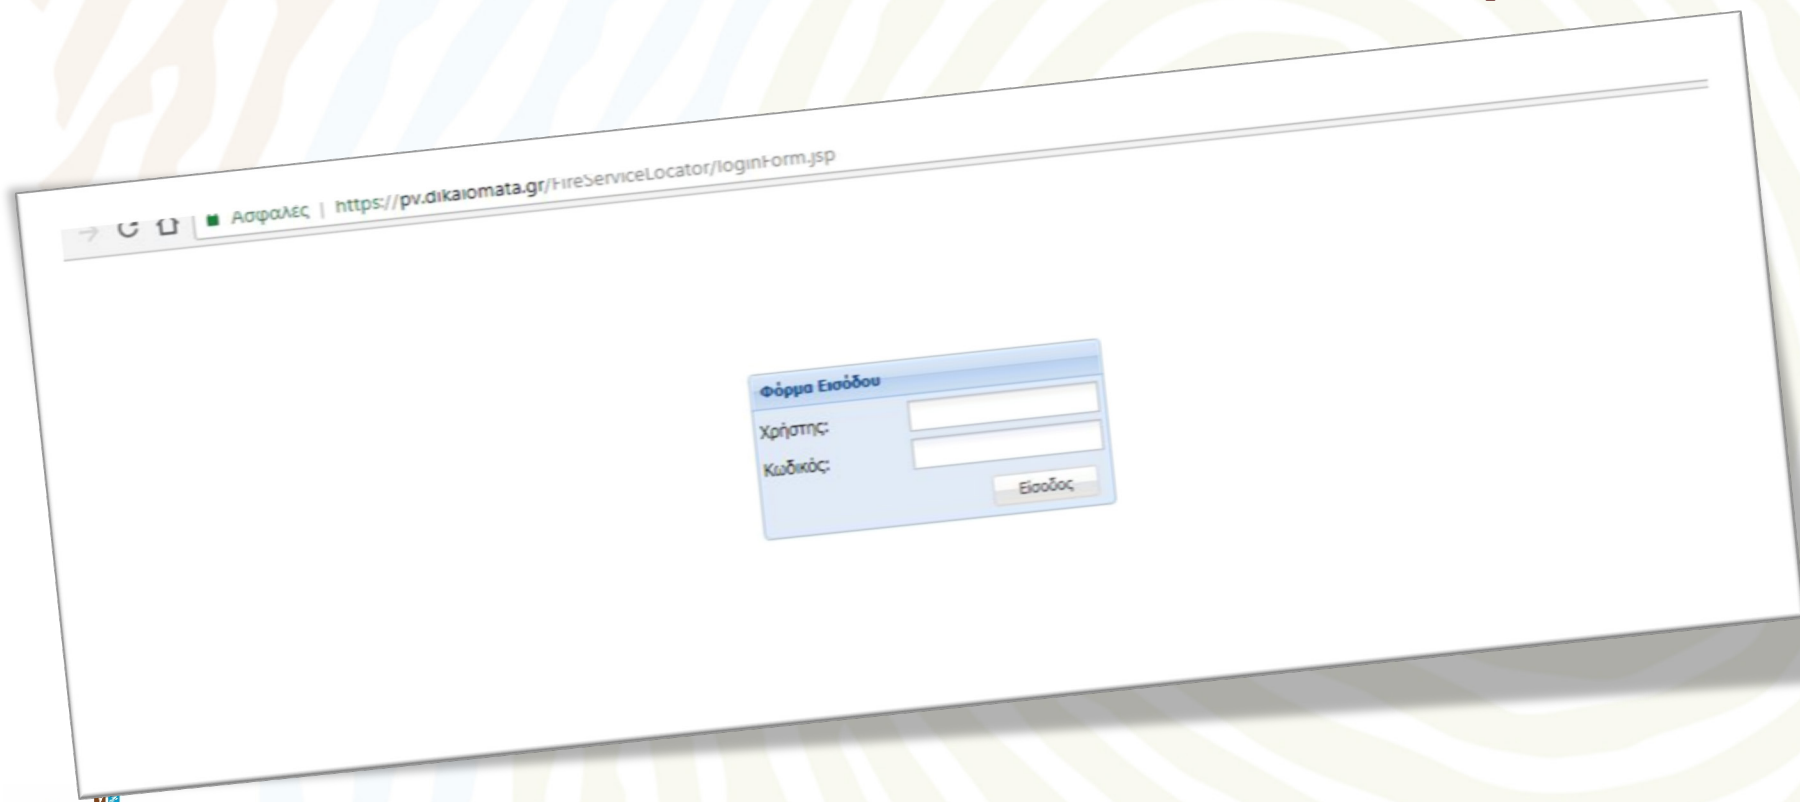 Ασφαλές | https://pv.dikaiomata.gr/FireServiceLocator/loginForm.jsp
Φόρμα Εισόδου
Χρήστης:
Κωδικός:
Είσοδος